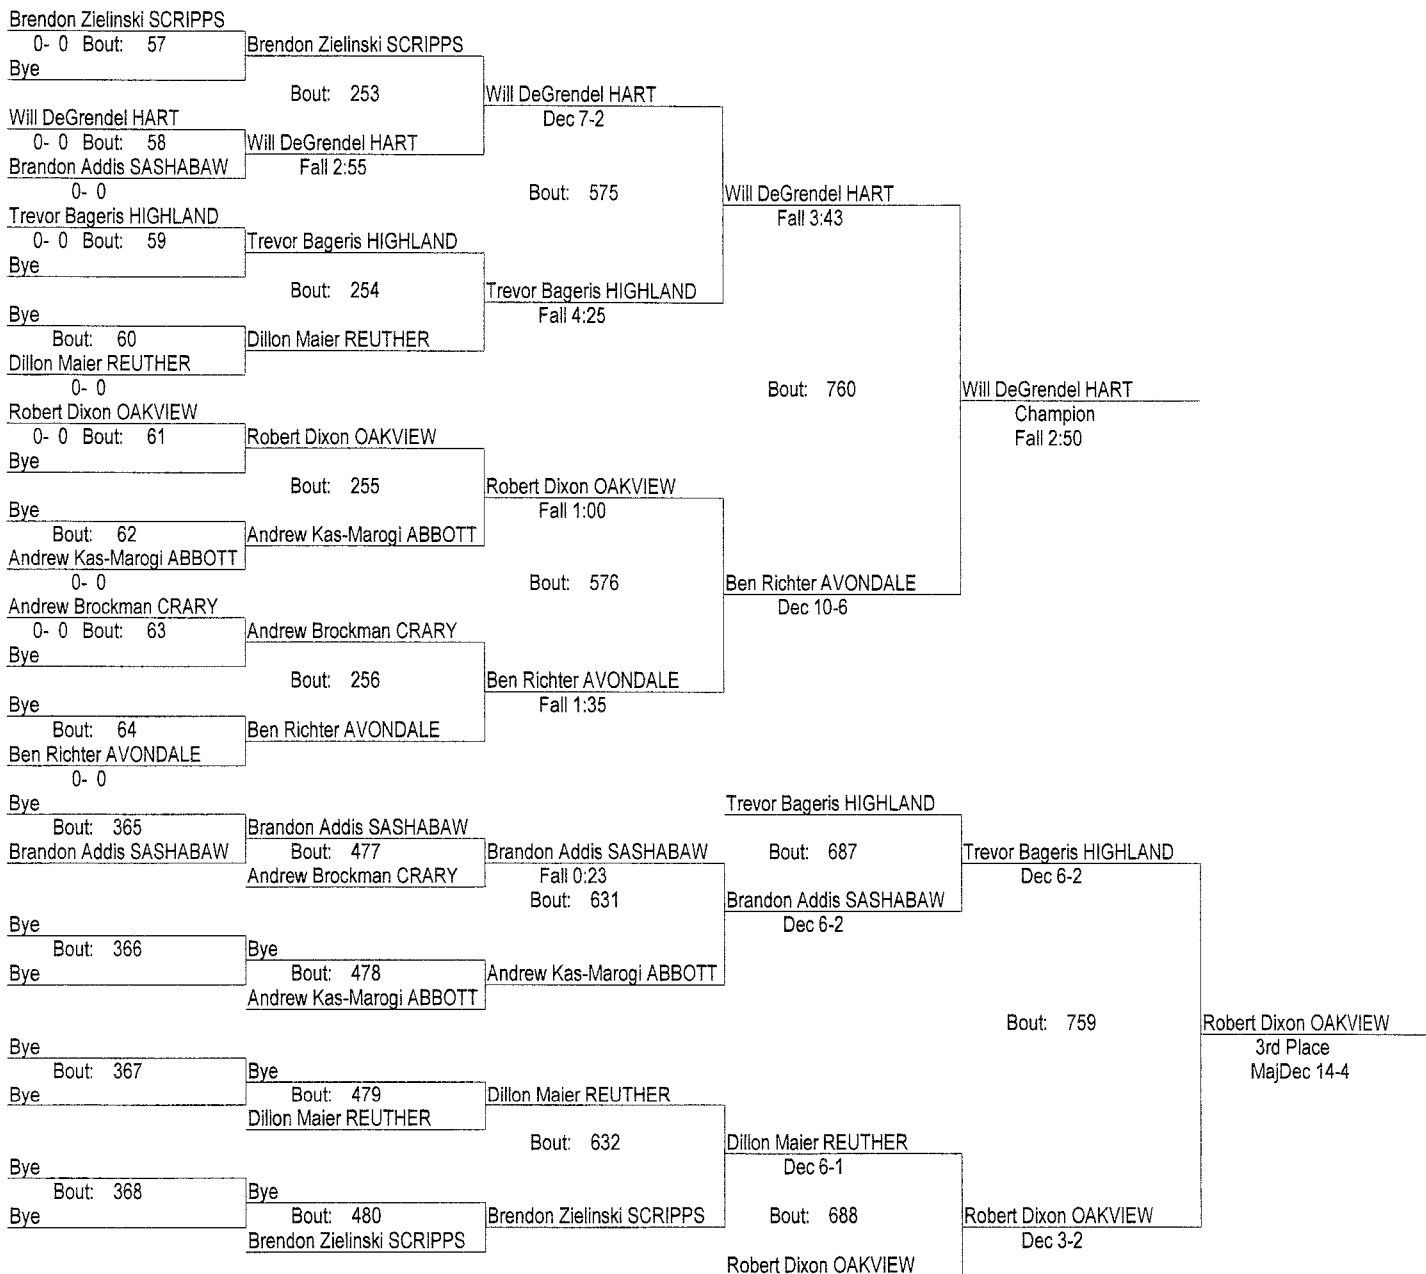 Brendon Zielinski SCRIPPS
0- 0 Bout: 57
Bye
Brendon Zielinski SCRIPPS
Bout: 253
Will DeGrendel HART
0- 0 Bout: 58
Brandon Addis SASHABAW
0- 0
Will DeGrendel HART
Fall 2:55
Will DeGrendel HART
Dec 7-2
Bout: 575
Trevor Bageris HIGHLAND
0- 0 Bout: 59
Bye
Trevor Bageris HIGHLAND
Bout: 254
Bye
Bout: 60
Dillon Maier REUTHER
0- 0
Dillon Maier REUTHER
Trevor Bageris HIGHLAND
Fall 4:25
Will DeGrendel HART
Fall 3:43
Bout: 760
Robert Dixon OAKVIEW
0- 0 Bout: 61
Bye
Robert Dixon OAKVIEW
Bout: 255
Bye
Bout: 62
Andrew Kas-Marogi ABBOTT
0- 0
Andrew Kas-Marogi ABBOTT
Robert Dixon OAKVIEW
Fall 1:00
Bout: 576
Andrew Brockman CRARY
0- 0 Bout: 63
Bye
Andrew Brockman CRARY
Bout: 256
Bye
Bout: 64
Ben Richter AVONDALE
0- 0
Ben Richter AVONDALE
Ben Richter AVONDALE
Fall 1:35
Ben Richter AVONDALE
Dec 10-6
Will DeGrendel HART
Champion
Fall 2:50
Bye
Bout: 365
Brandon Addis SASHABAW
Brandon Addis SASHABAW
Bout: 477
Andrew Brockman CRARY
Brandon Addis SASHABAW
Fall 0:23
Bout: 631
Bye
Bout: 366
Bye
Bye
Bout: 478
Andrew Kas-Marogi ABBOTT
Andrew Kas-Marogi ABBOTT
Trevor Bageris HIGHLAND
Bout: 687
Brandon Addis SASHABAW
Dec 6-2
Trevor Bageris HIGHLAND
Dec 6-2
Bout: 759
Bye
Bout: 367
Bye
Bye
Bout: 479
Dillon Maier REUTHER
Dillon Maier REUTHER
Bout: 632
Bye
Bout: 368
Bye
Bye
Bout: 480
Brendon Zielinski SCRIPPS
Brendon Zielinski SCRIPPS
Dillon Maier REUTHER
Dec 6-1
Bout: 688
Robert Dixon OAKVIEW
Robert Dixon OAKVIEW
Dec 3-2
Robert Dixon OAKVIEW
3rd Place
MajDec 14-4